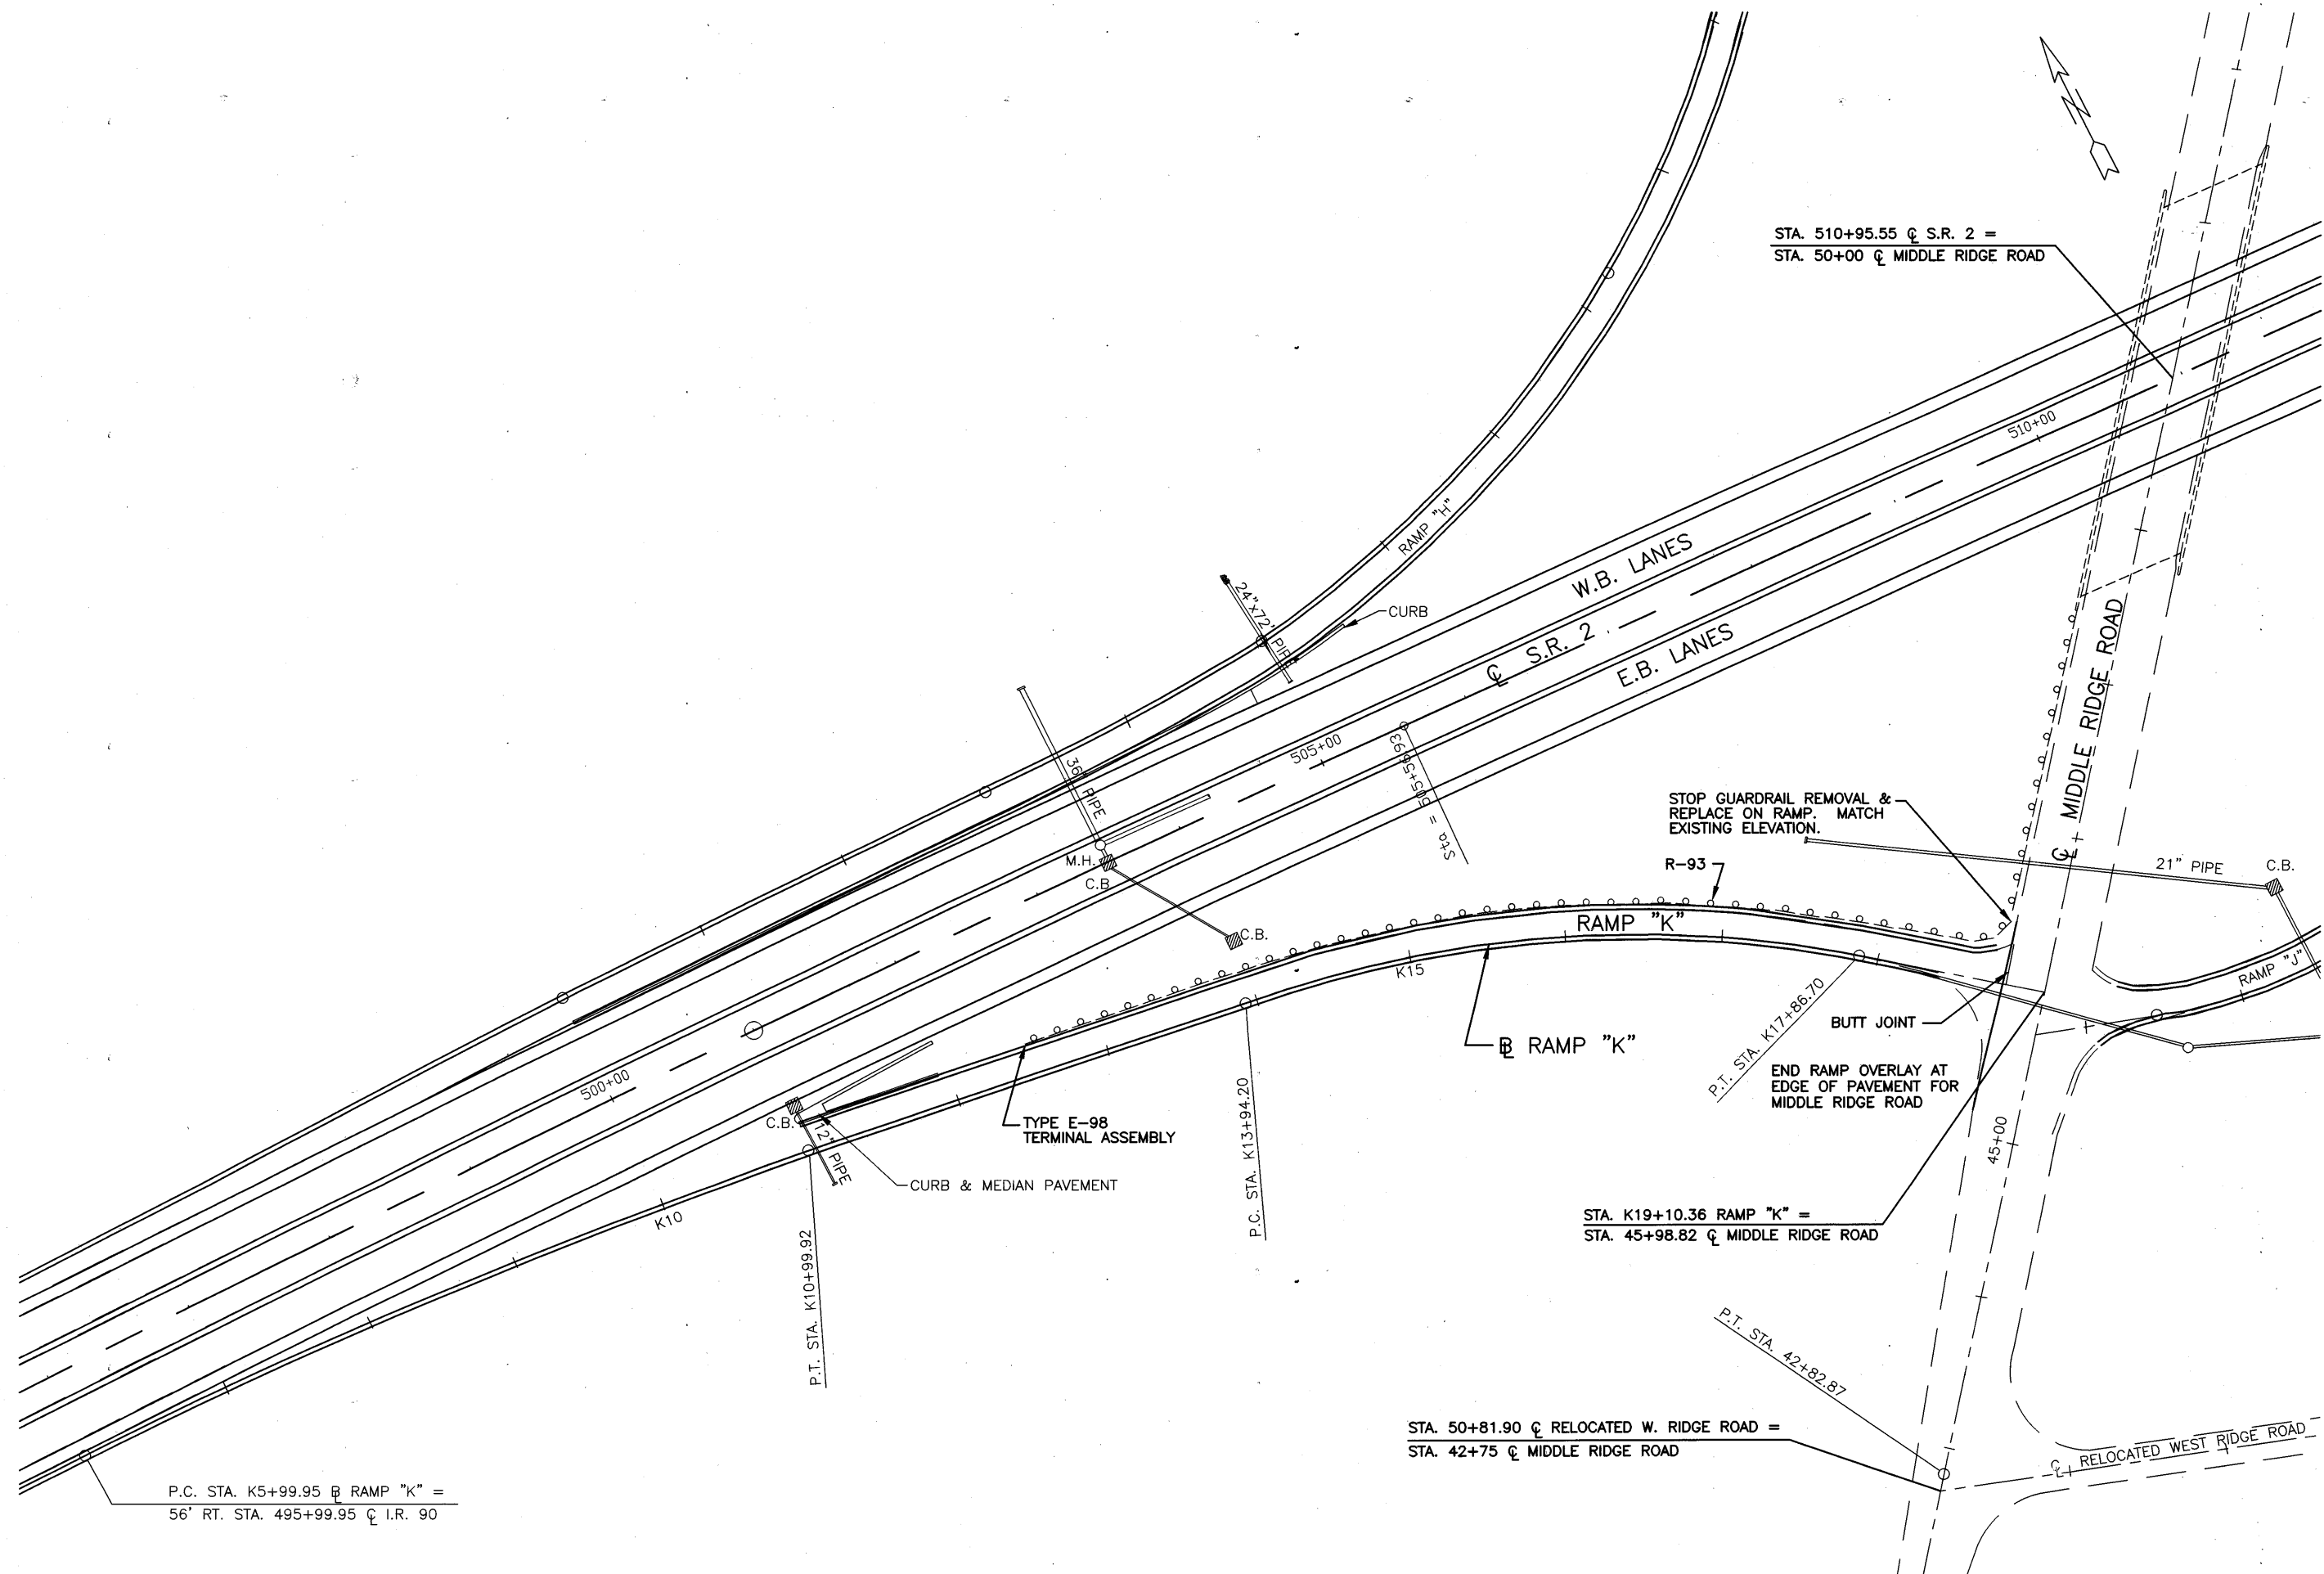 N
STA. 510+95.55 ℄ S.R. 2 =
STA. 50+00 ℄ MIDDLE RIDGE ROAD
510+00
RAMP "H"
W.B. LANES
24"x72' PIPE
CURB
℄ S.R. 2
E.B. LANES
MIDDLE RIDGE ROAD
℄
505+00
Sta = 505+56.93
36" PIPE
STOP GUARDRAIL REMOVAL &
REPLACE ON RAMP. MATCH
EXISTING ELEVATION.
R-93
M.H.
C.B.
21" PIPE
C.B.
C.B.
RAMP "K"
K15
RAMP "J"
P.T. STA. K17+86.70
BUTT JOINT
℄ RAMP "K"
500+00
END RAMP OVERLAY AT
EDGE OF PAVEMENT FOR
MIDDLE RIDGE ROAD
C.B.
12" PIPE
TYPE E-98
TERMINAL ASSEMBLY
P.C. STA. K13+94.20
45+00
CURB & MEDIAN PAVEMENT
K10
P.T. STA. K10+99.92
STA. K19+10.36 RAMP "K" =
STA. 45+98.82 ℄ MIDDLE RIDGE ROAD
P.T. STA. 42+82.87
STA. 50+81.90 ℄ RELOCATED W. RIDGE ROAD =
STA. 42+75 ℄ MIDDLE RIDGE ROAD
℄ RELOCATED WEST RIDGE ROAD
P.C. STA. K5+99.95 BL RAMP "K" =
56' RT. STA. 495+99.95 ℄ I.R. 90